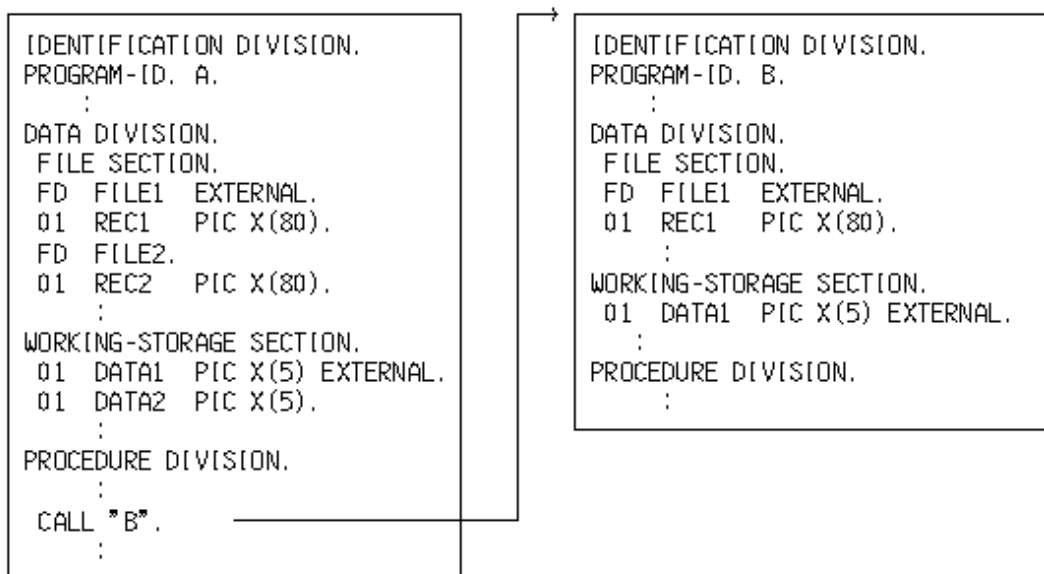 IDENTIFICATION DIVISION.
PROGRAM-ID. A.
:
DATA DIVISION.
FILE SECTION.
FD FILE1 EXTERNAL.
01 REC1 PIC X(80).
FD FILE2.
01 REC2 PIC X(80).
:
WORKING-STORAGE SECTION.
01 DATA1 PIC X(5) EXTERNAL.
01 DATA2 PIC X(5).
:
PROCEDURE DIVISION.
:
CALL "B".
:
IDENTIFICATION DIVISION.
PROGRAM-ID. B.
:
DATA DIVISION.
FILE SECTION.
FD FILE1 EXTERNAL.
01 REC1 PIC X(80).
:
WORKING-STORAGE SECTION.
01 DATA1 PIC X(5) EXTERNAL.
:
PROCEDURE DIVISION.
: